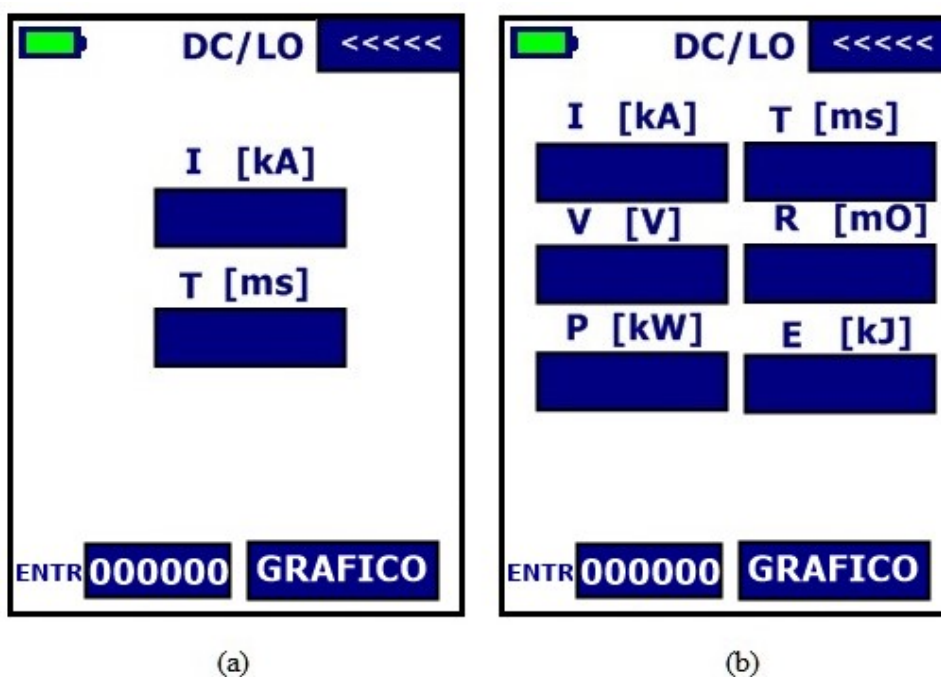 DC/LO <<<<<
I [kA]
T [ms]
ENTR 000000 GRAFICO
(a)
DC/LO <<<<<
I [kA] T [ms]
V [V] R [mO]
P [kW] E [kJ]
ENTR 000000 GRAFICO
(b)